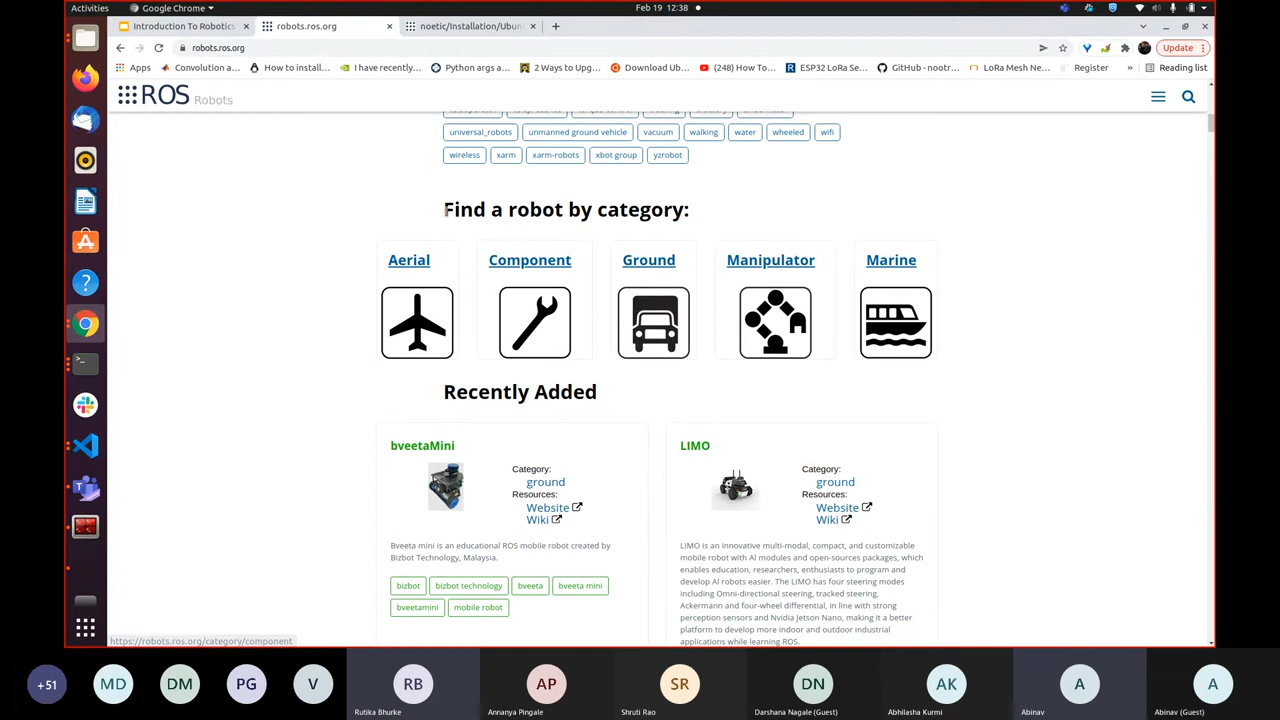 Activities
Google Chrome
Feb 19 12:38
Introduction To Robotics
robots.ros.org
noetic/Installation/Ubun
robots.ros.org
Update
Apps
Convolution a...
How to install...
I have recently...
Python args a...
2 Ways to Upg...
Download Ub...
(248) How To...
ESP32 LoRa Se...
GitHub - nootr...
LoRa Mesh Ne...
Register
»
Reading list
ROS Robots
universal_robots
unmanned ground vehicle
vacuum
walking
water
wheeled
wifi
wireless
xarm
xarm-robots
xbot group
yzrobot
Find a robot by category:
Aerial
Component
Ground
Manipulator
Marine
Recently Added
bveetaMini
Category:
ground
Resources:
Website
Wiki
Bveeta mini is an educational ROS mobile robot created by
Bizbot Technology, Malaysia.
bizbot
bizbot technology
bveeta
bveeta mini
bveetamini
mobile robot
LIMO
Category:
ground
Resources:
Website
Wiki
LIMO is an innovative multi-modal, compact, and customizable
mobile robot with Al modules and open-sources packages, which
enables education, researchers, enthusiasts to program and
develop Al robots easier. The LIMO has four steering modes
including Omni-directional steering, tracked steering,
Ackermann and four-wheel differential, in line with strong
perception sensors and Nvidia Jetson Nano, making it a better
platform to develop more indoor and outdoor industrial
applications while learning ROS.
https://robots.ros.org/category/component
+51
MD
DM
PG
V
RB
Rutika Bhurke
AP
Annanya Pingale
SR
Shruti Rao
DN
Darshana Nagale (Guest)
AK
Abhilasha Kurmi
A
Abinav
A
Abinav (Guest)